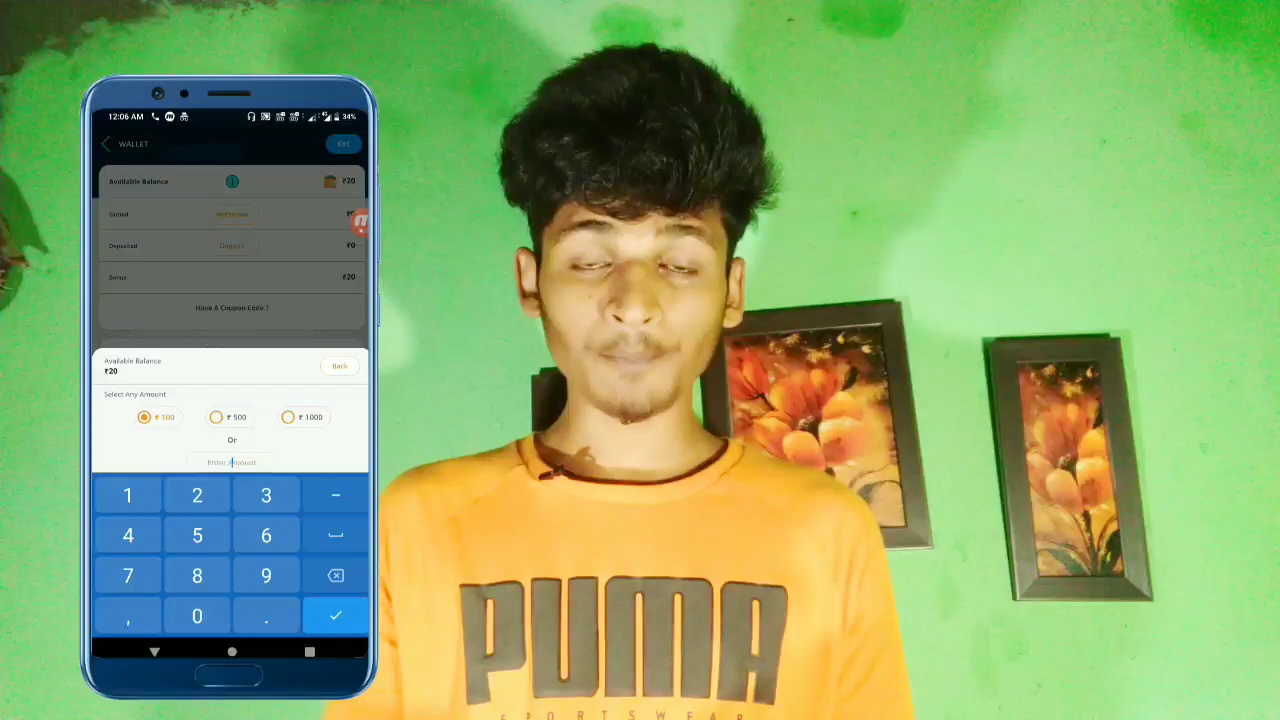 12:06 AM
34%
WALLET
KYC
Available Balance
₹20
Earned
Withdraw
Deposited
Deposit
₹0
Bonus
₹20
Have A Coupon Code ?
Available Balance
₹20
Back
Select Any Amount
₹ 100
₹ 500
₹ 1000
Or
Enter Amount
1 2 3 -
4 5 6
7 8 9
, 0 .
PUMA
SPORTSWEAR